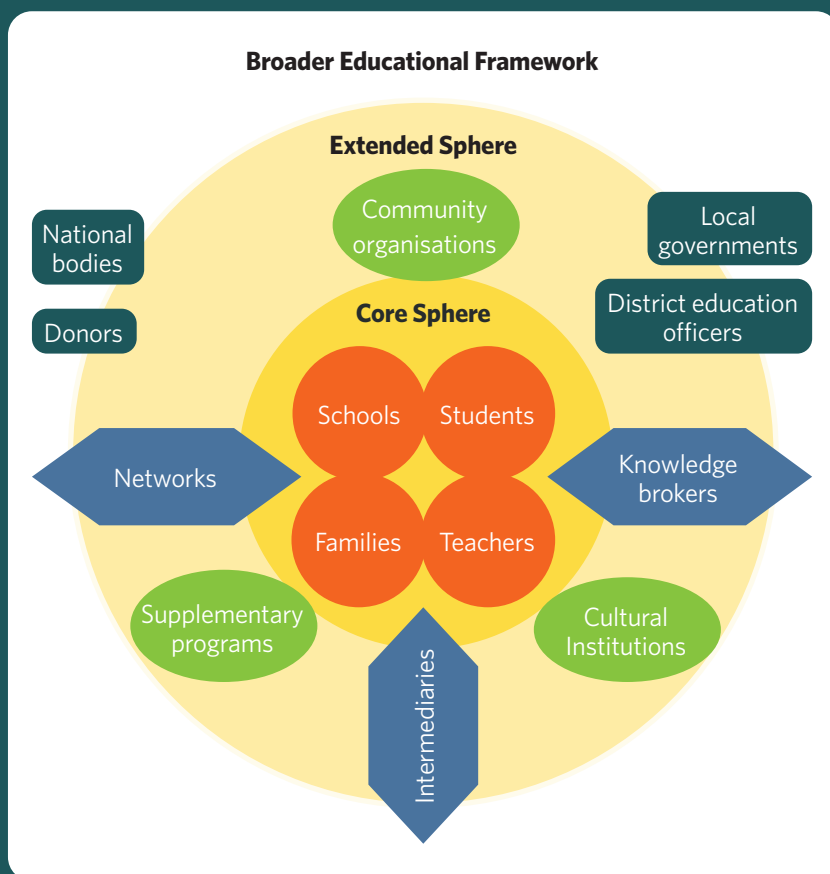 Broader Educational Framework
Extended Sphere
Community
organisations
National
bodies
Local
governments
Donors
District education
officers
Core Sphere
Schools
Students
Networks
Knowledge
brokers
Families
Teachers
Supplementary
programs
Cultural
Institutions
Intermediaries